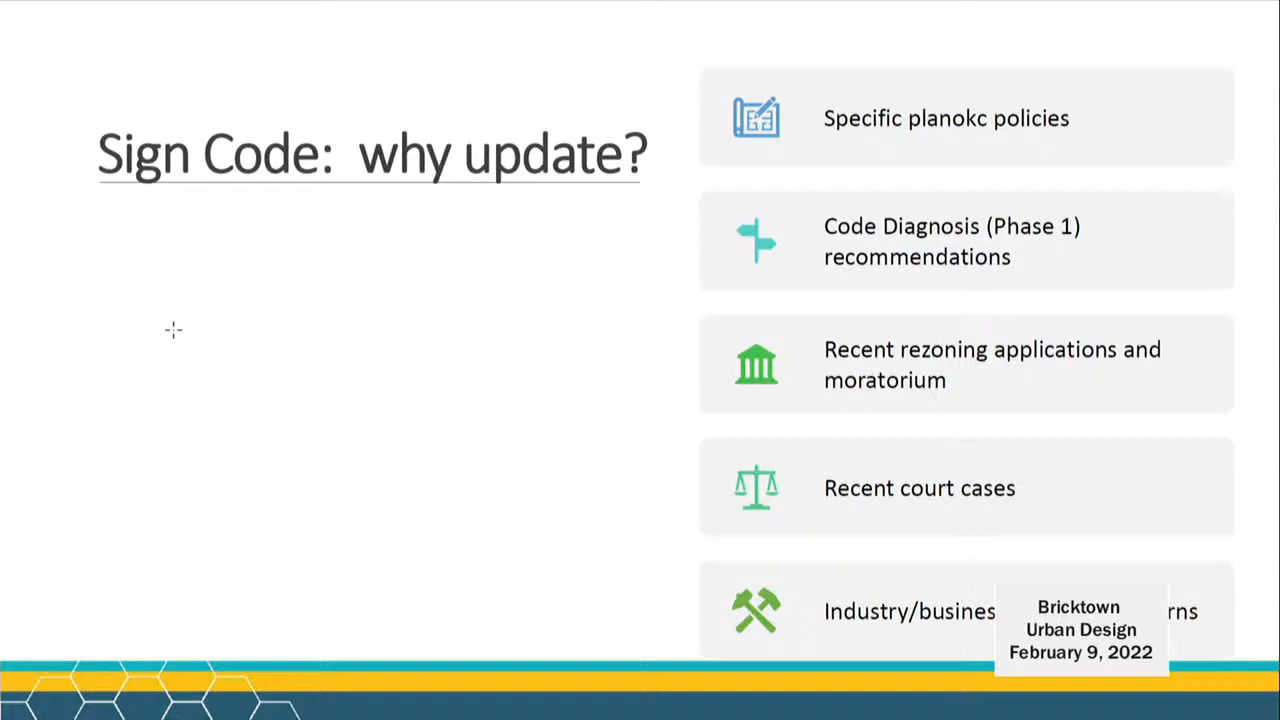 Sign Code: why update?
Specific planokc policies
Code Diagnosis (Phase 1)
recommendations
Recent rezoning applications and
moratorium
Recent court cases
Industry/busines rns
Bricktown
Urban Design
February 9, 2022